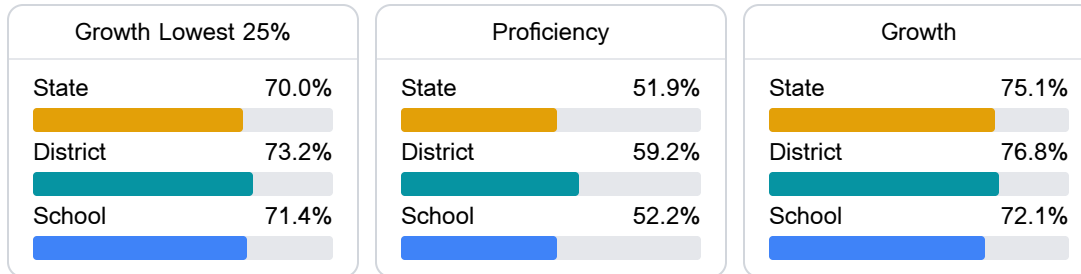 Growth Lowest 25%
State 70.0%
District 73.2%
School 71.4%
Proficiency
State 51.9%
District 59.2%
School 52.2%
Growth
State 75.1%
District 76.8%
School 72.1%